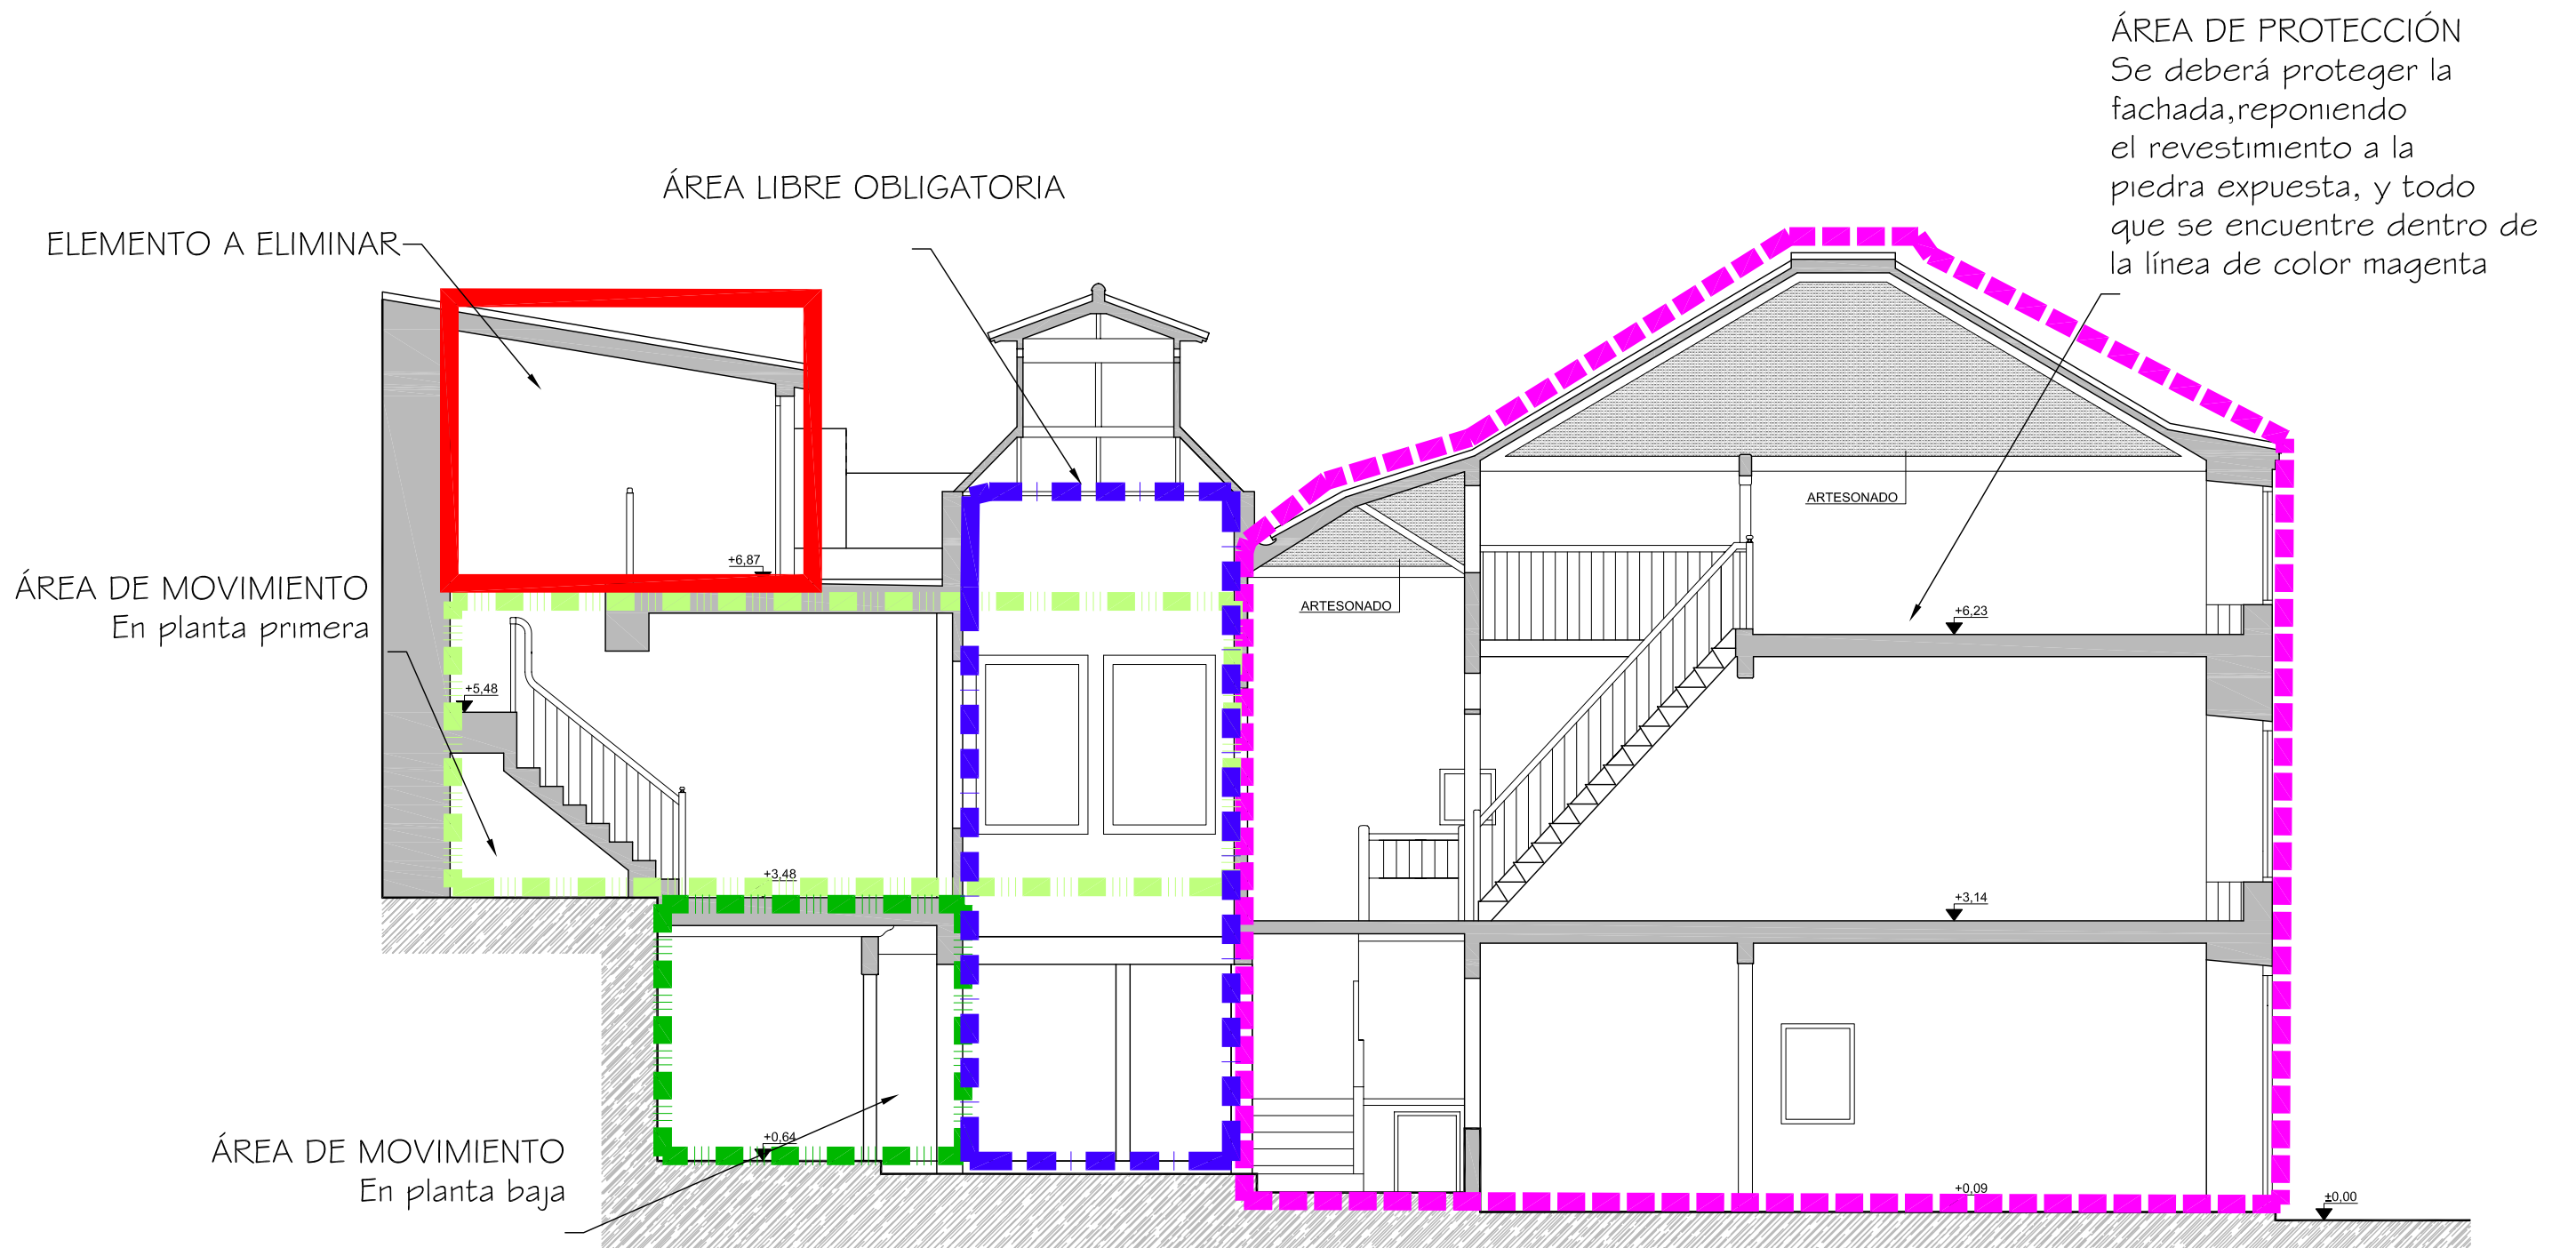 ÁREA DE PROTECCIÓN
Se deberá proteger la
fachada,reponiendo
el revestimiento a la
piedra expuesta, y todo
que se encuentre dentro de
la línea de color magenta
ÁREA LIBRE OBLIGATORIA
ELEMENTO A ELIMINAR
ARTESONADO
+6,87
ÁREA DE MOVIMIENTO
En planta primera
ARTESONADO
+6,23
+5,48
+3,48
+3,14
+0,64
ÁREA DE MOVIMIENTO
En planta baja
+0,09
±0,00